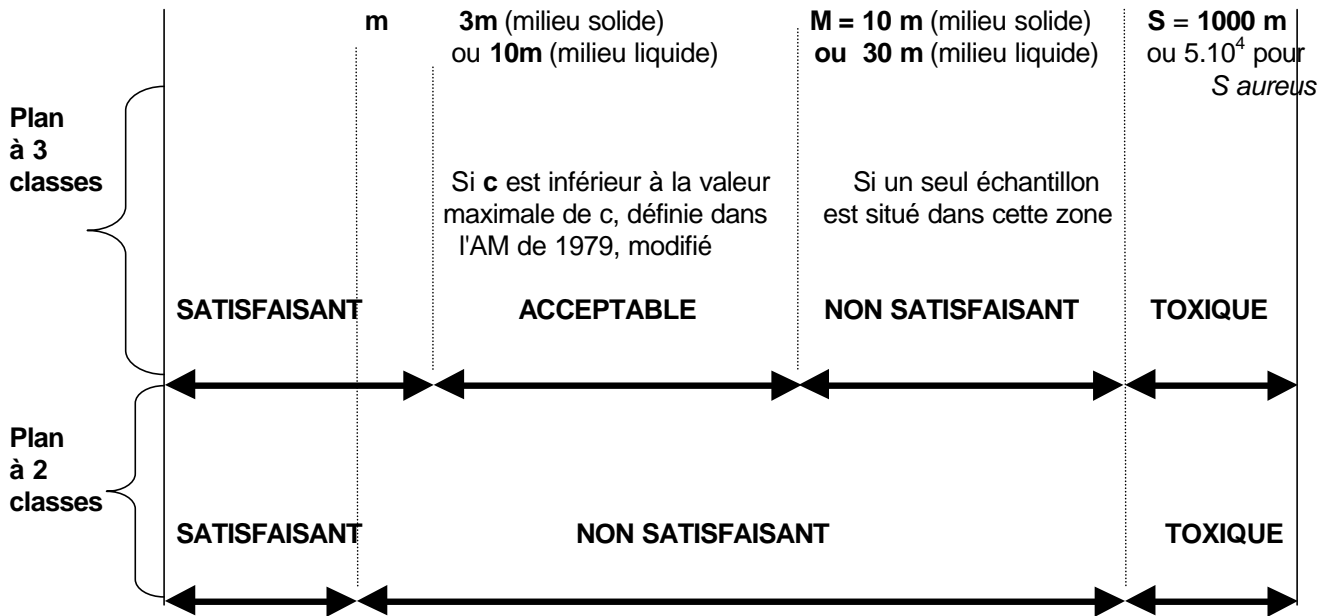 m 3m (milieu solide) M = 10 m (milieu solide) S = 1000 m
ou 10m (milieu liquide) ou 30 m (milieu liquide) ou 5.10⁴ pour
S aureus
Plan
à 3
classes
Si c est inférieur à la valeur
maximale de c, définie dans
l'AM de 1979, modifié
Si un seul échantillon
est situé dans cette zone
SATISFAISANT ACCEPTABLE NON SATISFAISANT TOXIQUE
Plan
à 2
classes
SATISFAISANT NON SATISFAISANT TOXIQUE